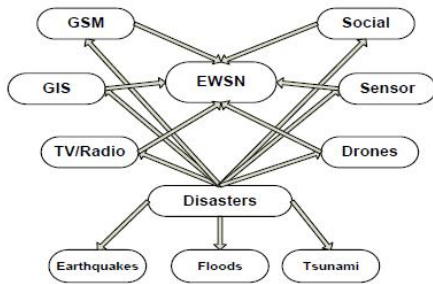 GSM
Social
EWSN
GIS
Sensor
TV/Radio
Drones
Disasters
Earthquakes
Floods
Tsunami